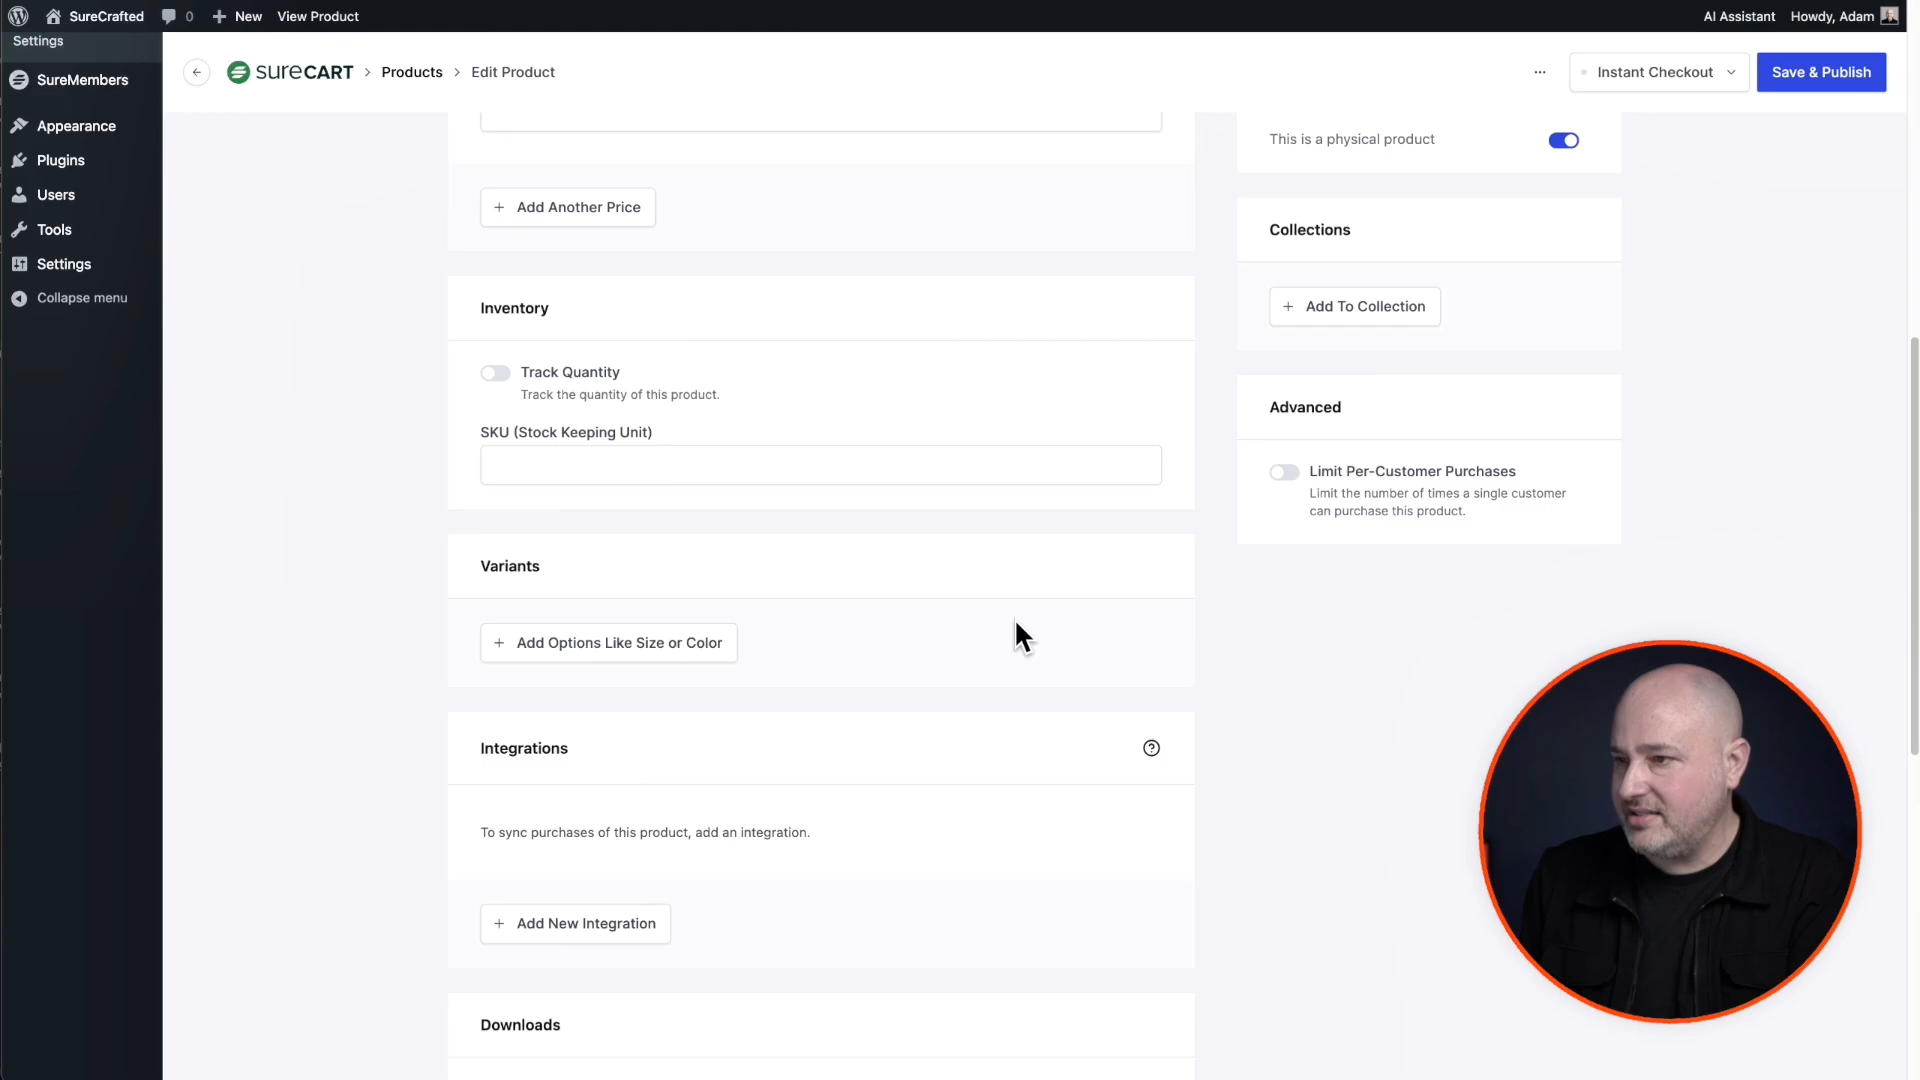 SureCrafted
0
New
View Product
AI Assistant
Howdy, Adam
Settings
SureMembers
Appearance
Plugins
Users
Tools
Settings
Collapse menu
SURECART
Products
Edit Product
...
Instant Checkout
Save & Publish
Add Another Price
Inventory
Track Quantity
Track the quantity of this product.
SKU (Stock Keeping Unit)
Variants
Add Options Like Size or Color
Integrations
To sync purchases of this product, add an integration.
Add New Integration
Downloads
This is a physical product
Collections
Add To Collection
Advanced
Limit Per-Customer Purchases
Limit the number of times a single customer
can purchase this product.